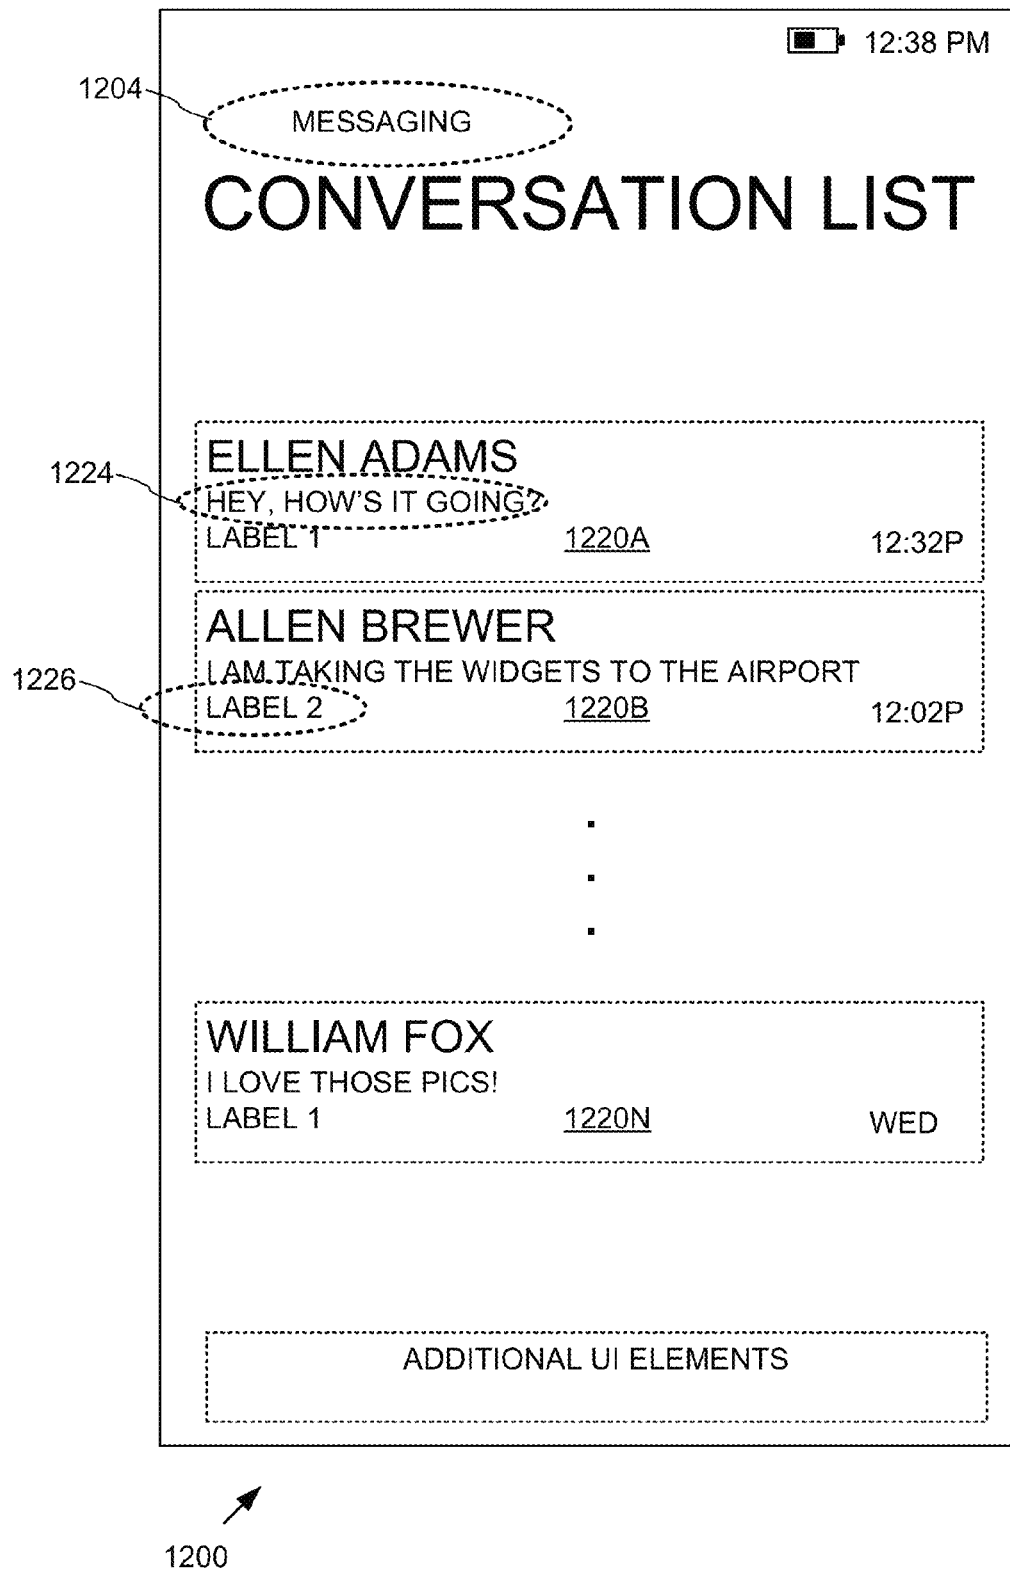 12:38 PM
1204
MESSAGING
CONVERSATION LIST
ELLEN ADAMS
1224
HEY, HOW'S IT GOING?
LABEL 1 1220A 12:32P
ALLEN BREWER
I AM TAKING THE WIDGETS TO THE AIRPORT
1226
LABEL 2 1220B 12:02P
WILLIAM FOX
I LOVE THOSE PICS!
LABEL 1 1220N WED
ADDITIONAL UI ELEMENTS
1200